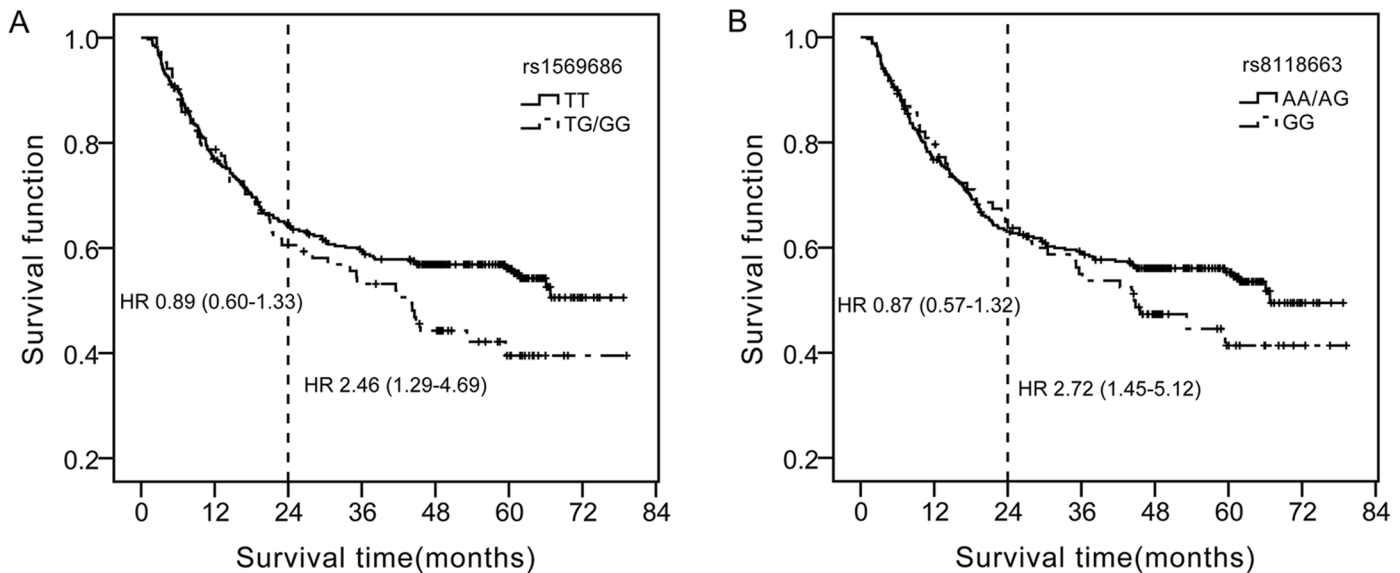 A
Survival function
1.0
0.8
0.6
0.4
0.2
rs1569686
TT
TG/GG
HR 0.89 (0.60-1.33)
HR 2.46 (1.29-4.69)
0 12 24 36 48 60 72 84
Survival time(months)
B
Survival function
1.0
0.8
0.6
0.4
0.2
rs8118663
AA/AG
GG
HR 0.87 (0.57-1.32)
HR 2.72 (1.45-5.12)
0 12 24 36 48 60 72 84
Survival time(months)